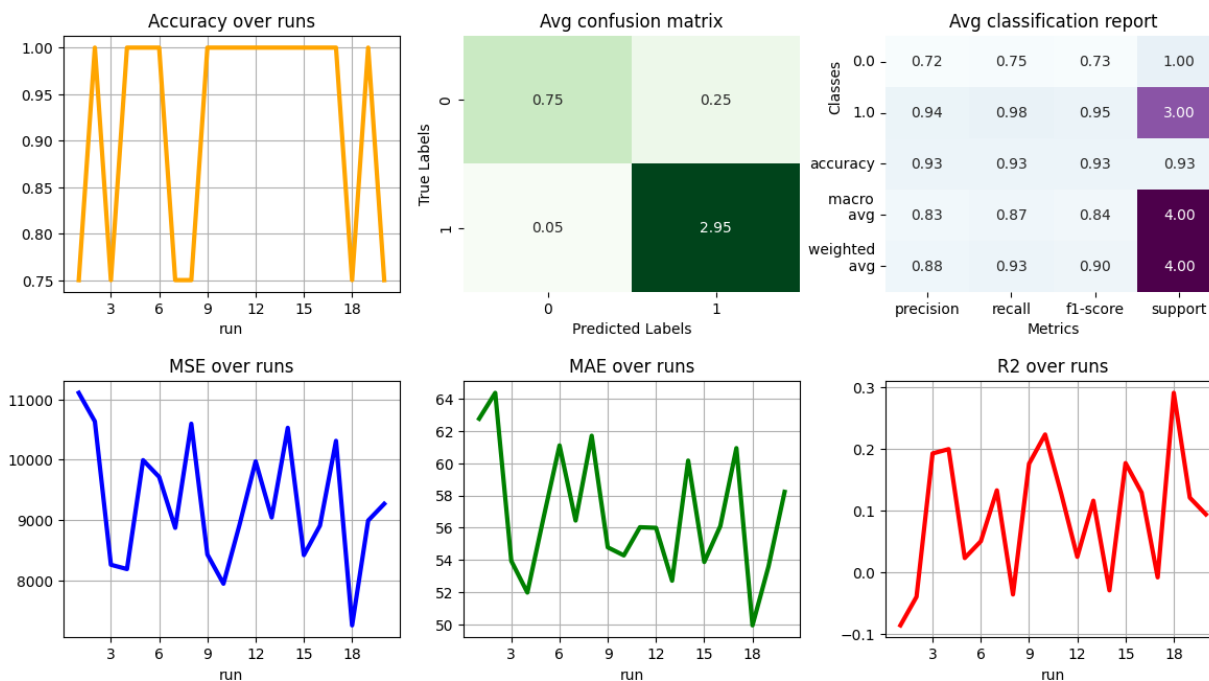 Accuracy over runs
1.00
0.95
0.90
0.85
0.80
0.75
3 6 9 12 15 18
run
Avg confusion matrix
True Labels
0 0.75 0.25
1 0.05 2.95
0 1
Predicted Labels
Avg classification report
Classes
0.0 0.72 0.75 0.73 1.00
1.0 0.94 0.98 0.95 3.00
accuracy 0.93 0.93 0.93 0.93
macro
avg 0.83 0.87 0.84 4.00
weighted
avg 0.88 0.93 0.90 4.00
precision recall f1-score support
Metrics
MSE over runs
11000
10000
9000
8000
3 6 9 12 15 18
run
MAE over runs
64
62
60
58
56
54
52
50
3 6 9 12 15 18
run
R2 over runs
0.3
0.2
0.1
0.0
−0.1
3 6 9 12 15 18
run